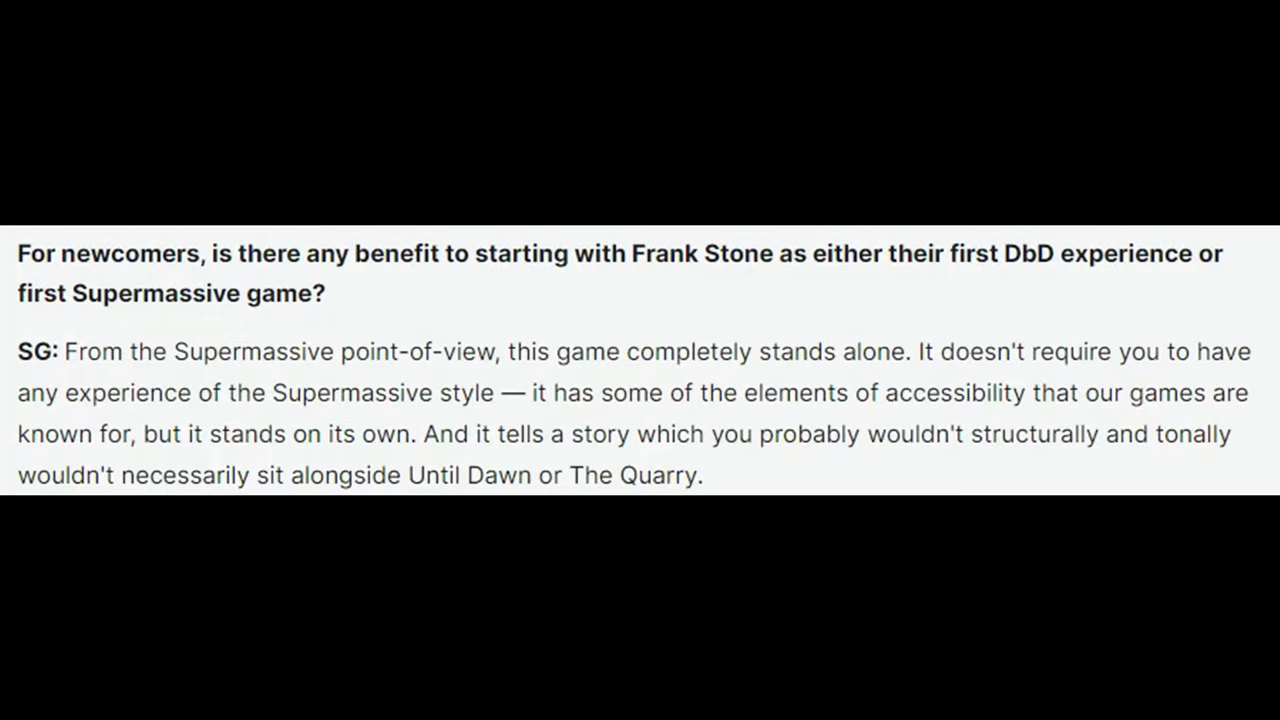 For newcomers, is there any benefit to starting with Frank Stone as either their first DbD experience or
first Supermassive game?
SG: From the Supermassive point-of-view, this game completely stands alone. It doesn't require you to have
any experience of the Supermassive style — it has some of the elements of accessibility that our games are
known for, but it stands on its own. And it tells a story which you probably wouldn't structurally and tonally
wouldn't necessarily sit alongside Until Dawn or The Quarry.